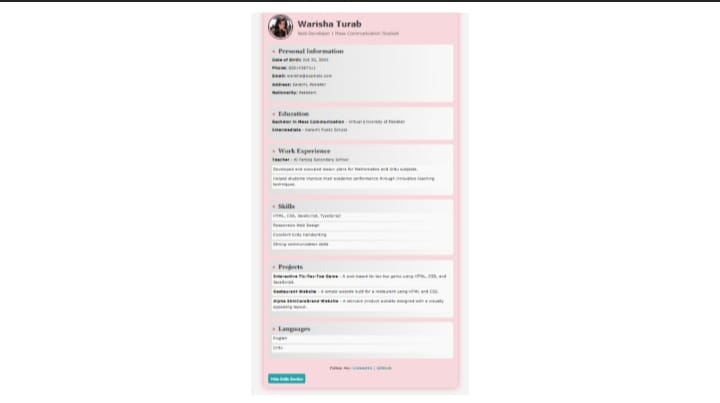 Warisha Turab
Web Developer | Mass Communication Student
Personal Information
Date of Birth: Oct 30, 2003
Phone:
Email: warisha@example.com
Address: Karachi, Pakistan
Nationality: Pakistani
Education
Bachelor in Mass Communication - Virtual University of Pakistan
Intermediate - Karachi Public School
Work Experience
Teacher - Al Farooq Secondary School
Developed and executed lesson plans for Mathematics and Urdu subjects.
Helped students improve their academic performance through innovative teaching
techniques.
Skills
HTML, CSS, JavaScript, TypeScript
Responsive Web Design
Excellent Urdu handwriting
Strong communication skills
Projects
Interactive Tic-Tac-Toe Game - A web-based tic-tac-toe game using HTML, CSS, and
JavaScript.
Restaurant Website - A simple website built for a restaurant using HTML and CSS.
Alpha SkinCareBrand Website - A skincare product website designed with a visually
appealing layout.
Languages
English
Urdu
Follow me: LinkedIn | GitHub
Hide Skills Section